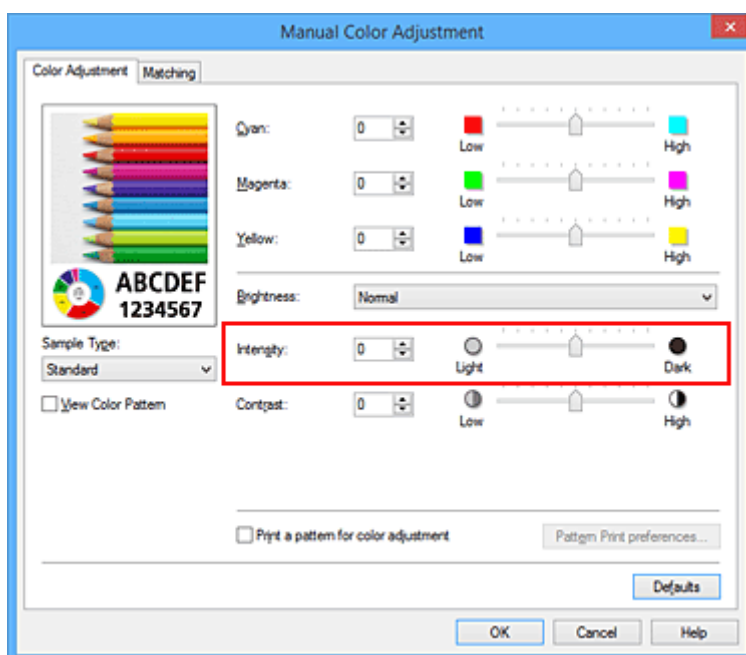 Manual Color Adjustment
Color Adjustment Matching
Cyan: 0 Low High
Magenta: 0 Low High
Yellow: 0 Low High
ABCDEF
1234567
Brightness: Normal
Sample Type:
Standard
Intensity: 0 Light Dark
View Color Pattern
Contrast: 0 Low High
Print a pattern for color adjustment Pattern Print preferences...
Defaults
OK Cancel Help